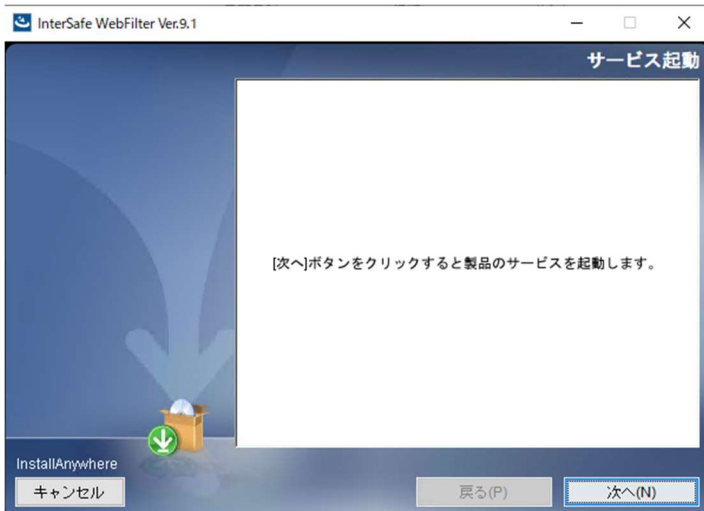 InterSafe WebFilter Ver.9.1
サービス起動
[次へ]ボタンをクリックすると製品のサービスを起動します。
InstallAnywhere
キャンセル
戻る(P)
次へ(N)